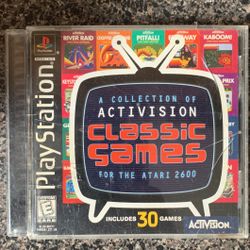 PlayStation
RIVER RAID
PITFALL!
KABOOM!
A COLLECTION OF
ACTIVISION
CLASSIC
GAMES
FOR THE ATARI 2600
INCLUDES 30 GAMES
ACTIVISION